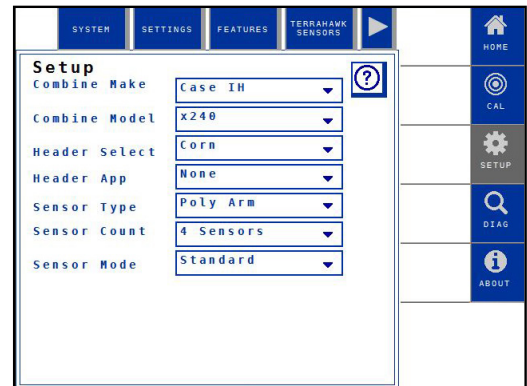 SYSTEM
SETTINGS
FEATURES
TERRAHAWK
SENSORS
HOME
Setup
?
Combine Make
Case IH
CAL
Combine Model
x240
Header Select
Corn
SETUP
Header App
None
Sensor Type
Poly Arm
DIAG
Sensor Count
4 Sensors
Sensor Mode
Standard
i
ABOUT